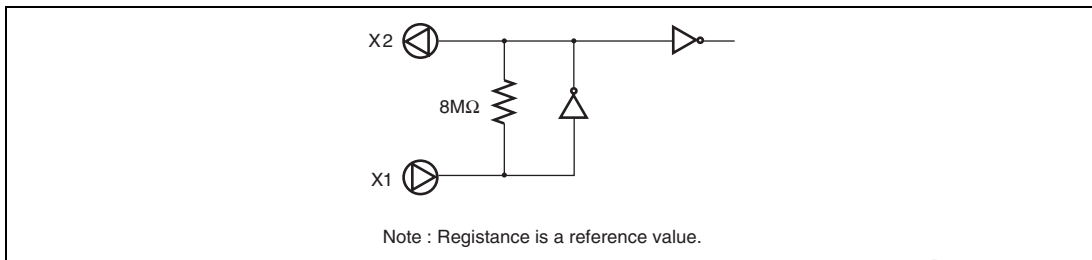 X2
8MΩ
X1
Note : Registance is a reference value.